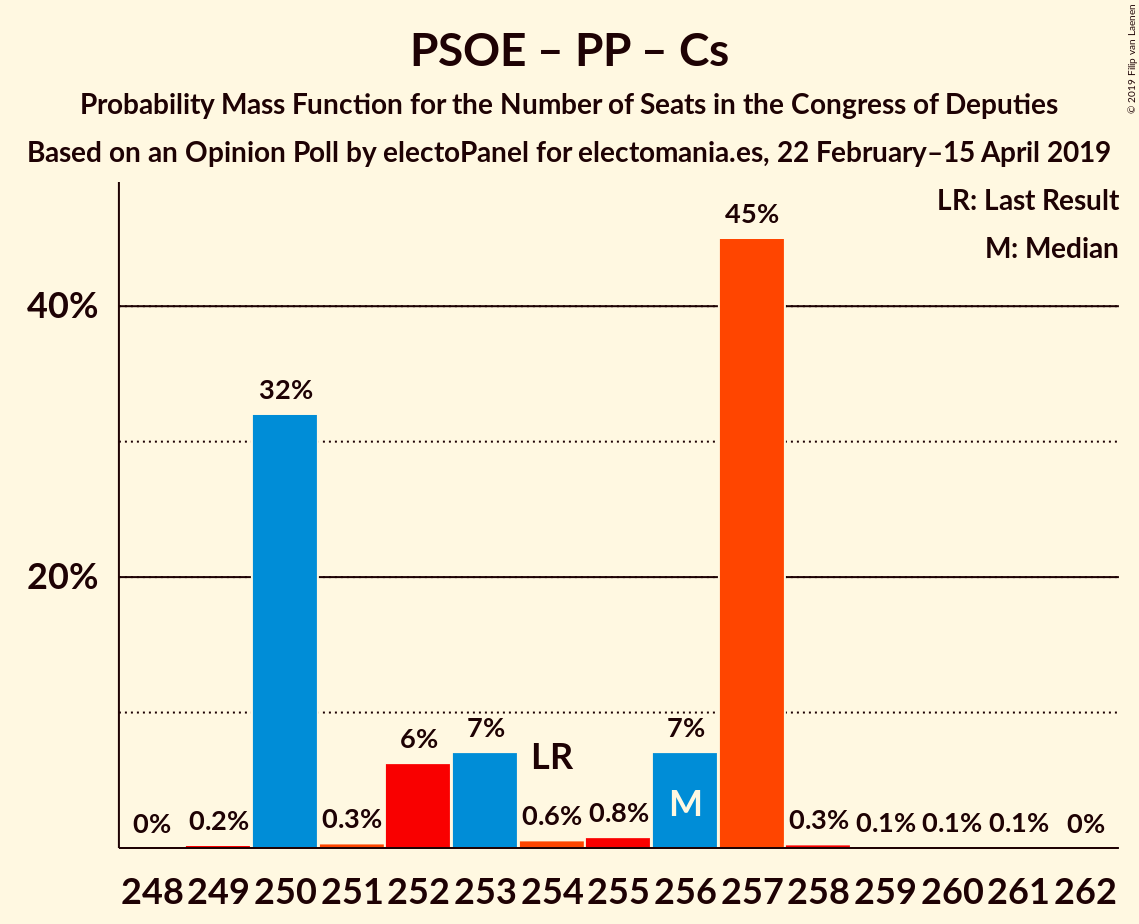 PSOE – PP – Cs
Probability Mass Function for the Number of Seats in the Congress of Deputies
Based on an Opinion Poll by electoPanel for electomania.es, 22 February–15 April 2019
© 2019 Filip van Laenen
LR: Last Result
M: Median
45%
40%
32%
20%
7%
7%
6%
LR
M
0%
0.2%
0.3%
0.6%
0.8%
0.3%
0.1%
0.1%
0.1%
0%
248 249 250 251 252 253 254 255 256 257 258 259 260 261 262